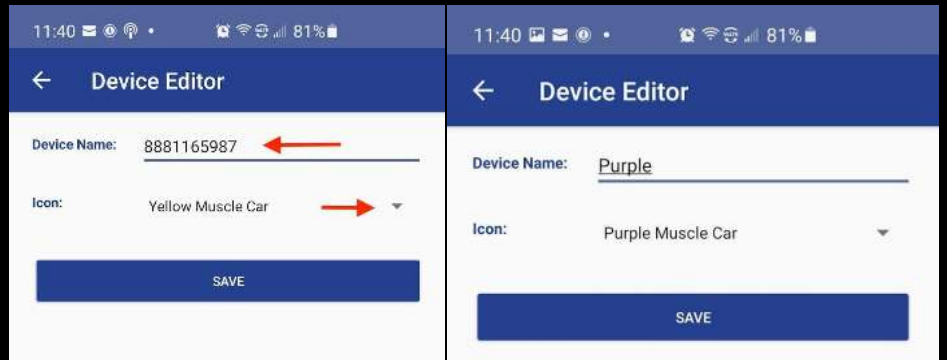 11:40 81%
Device Editor
Device Name: 8881165987
Icon: Yellow Muscle Car
SAVE
11:40 81%
Device Editor
Device Name: Purple
Icon: Purple Muscle Car
SAVE